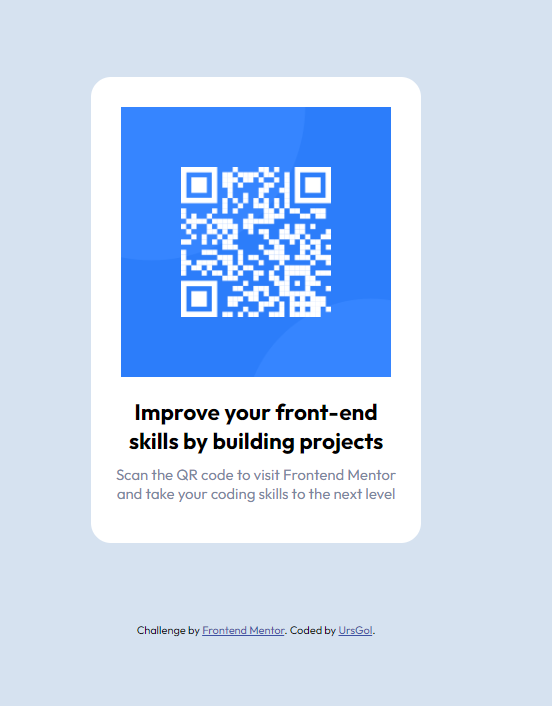 Improve your front-end
skills by building projects
Scan the QR code to visit Frontend Mentor
and take your coding skills to the next level
Challenge by Frontend Mentor. Coded by UrsGol.